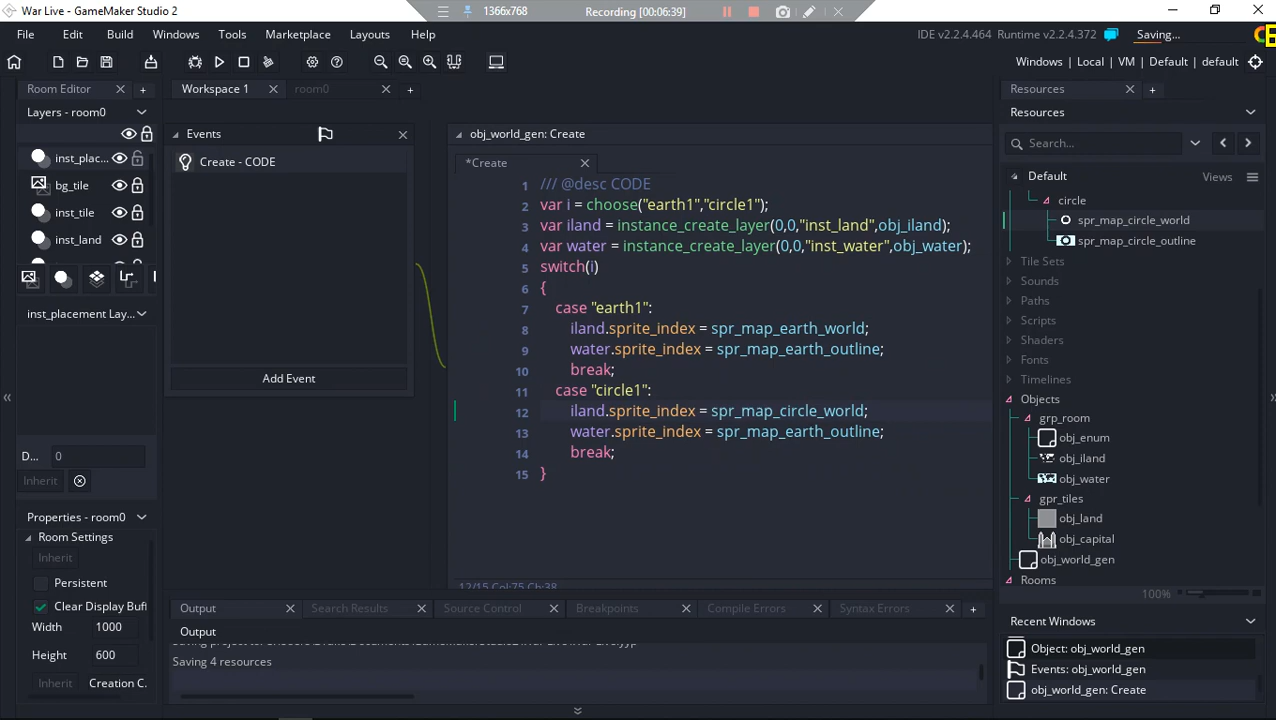 War Live - GameMaker Studio 2
1366x768
Recording [00:06:39]
File Edit Build Windows Tools Marketplace Layouts Help
IDE v2.2.4.464 Runtime v2.2.4.372
Saving...
Windows | Local | VM | Default | default
Room Editor
Workspace 1
room0
Resources
Layers - room0
Resources
Events
obj_world_gen: Create
Search...
inst_plac...
Create - CODE
*Create
Default
Views
bg_tile
inst_tile
inst_land
1 /// @desc CODE
2 var i = choose("earth1","circle1");
3 var iland = instance_create_layer(0,0,"inst_land",obj_iland);
4 var water = instance_create_layer(0,0,"inst_water",obj_water);
5 switch(i)
6 {
7 case "earth1":
8 iland.sprite_index = spr_map_earth_world;
9 water.sprite_index = spr_map_earth_outline;
10 break;
11 case "circle1":
12 iland.sprite_index = spr_map_circle_world;
13 water.sprite_index = spr_map_earth_outline;
14 break;
15 }
circle
spr_map_circle_world
spr_map_circle_outline
Tile Sets
Sounds
Paths
Scripts
Shaders
Fonts
Timelines
Objects
grp_room
obj_enum
obj_iland
obj_water
gpr_tiles
obj_land
obj_capital
obj_world_gen
Rooms
100%
inst_placement Lay...
Add Event
D... 0
Inherit
Properties - room0
Room Settings
Inherit
Persistent
Clear Display Buff
Width 1000
Height 600
Inherit
Creation C.
12/15 Col:75 Ch:38
Output
Search Results
Source Control
Breakpoints
Compile Errors
Syntax Errors
Output
Saving 4 resources
Recent Windows
Object: obj_world_gen
Events: obj_world_gen
obj_world_gen: Create